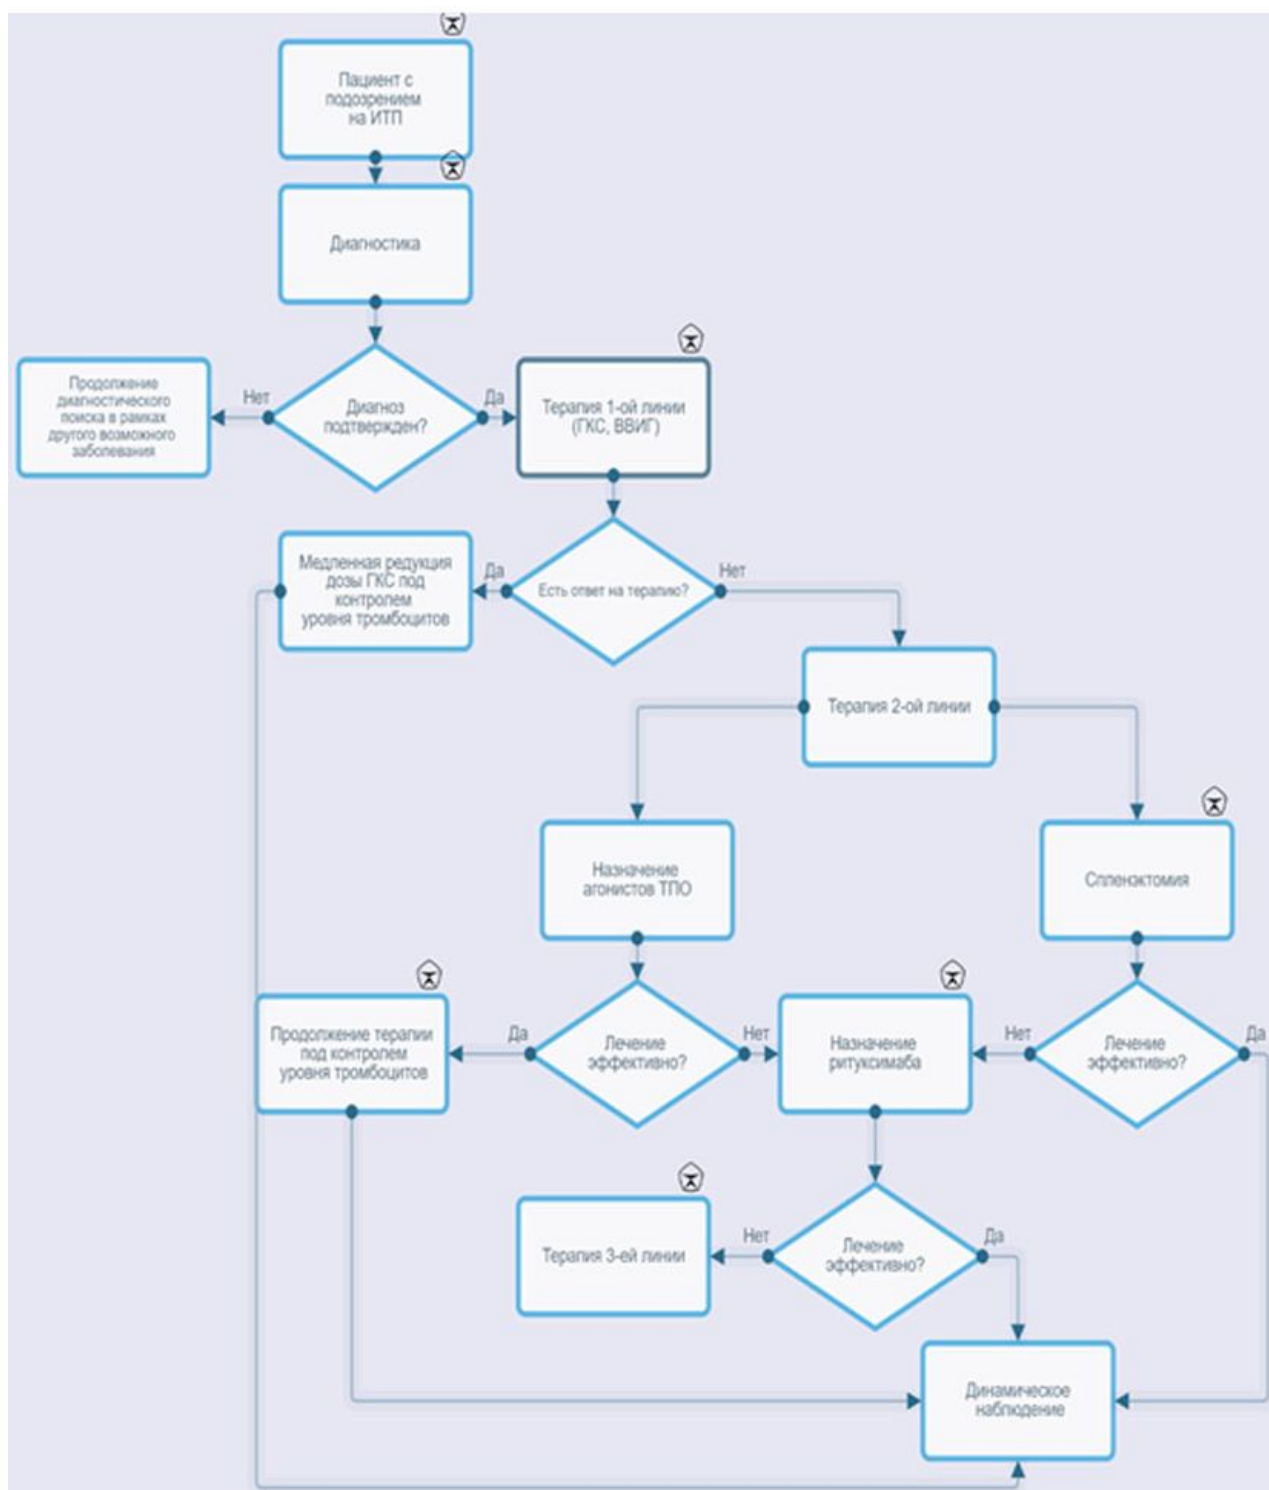 Пациент с
подозрением
на ИТП
Диагностика
Продолжение
диагностического
поиска в рамках
другого возможного
заболевания
Нет
Диагноз
подтвержден?
Да
Терапия 1-ой линии
(ГКС, ВВИГ)
Медленная редукция
дозы ГКС под
контролем
уровня тромбоцитов
Да
Есть ответ на терапию?
Нет
Терапия 2-ой линии
Назначение
агонистов ТПО
Спленэктомия
Продолжение терапии
под контролем
уровня тромбоцитов
Да
Лечение
эффективно?
Нет
Назначение
ритуксимаба
Нет
Лечение
эффективно?
Да
Терапия 3-ей линии
Нет
Лечение
эффективно?
Да
Динамическое
наблюдение